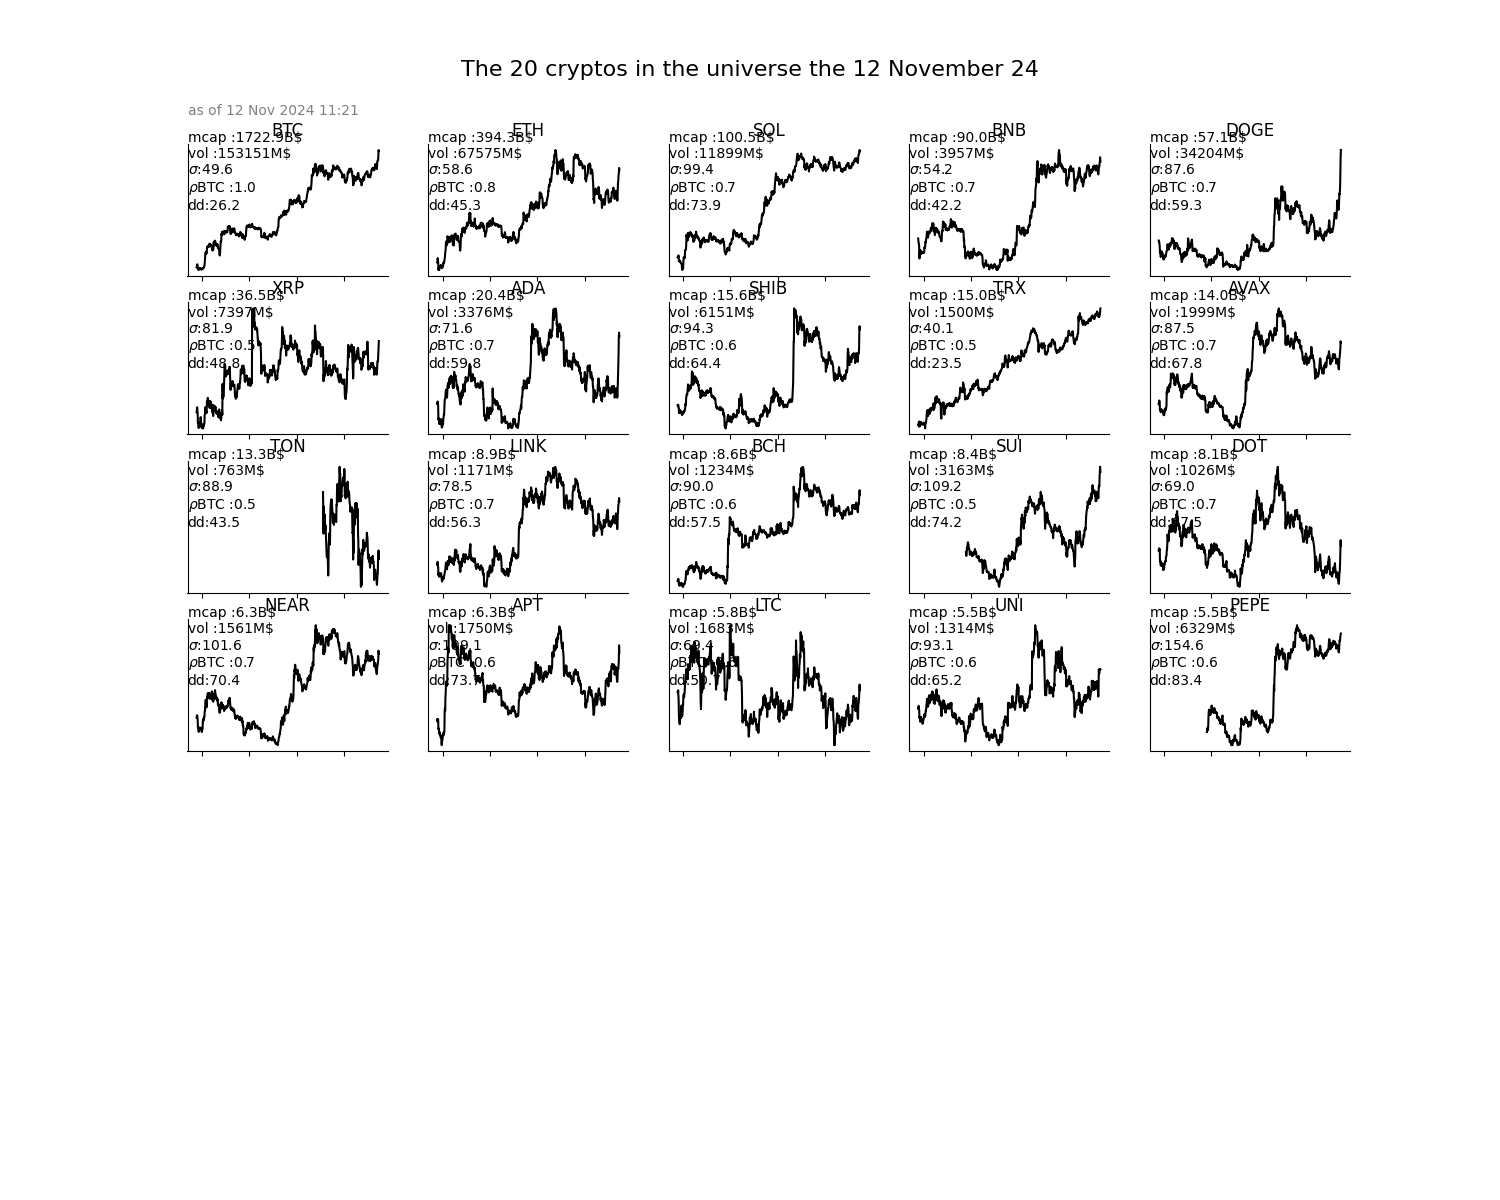 The 20 cryptos in the universe the 12 November 24
as of 12 Nov 2024 11:21
BTC
mcap :1722.9B$
vol :153151M$
σ:49.6
ρBTC :1.0
dd:26.2
ETH
mcap :394.3B$
vol :67575M$
σ:58.6
ρBTC :0.8
dd:45.3
SOL
mcap :100.5B$
vol :11899M$
σ:99.4
ρBTC :0.7
dd:73.9
BNB
mcap :90.0B$
vol :3957M$
σ:54.2
ρBTC :0.7
dd:42.2
DOGE
mcap :57.1B$
vol :34204M$
σ:87.6
ρBTC :0.7
dd:59.3
XRP
mcap :36.5B$
vol :7397M$
σ:81.9
ρBTC :0.5
dd:48.8
ADA
mcap :20.4B$
vol :3376M$
σ:71.6
ρBTC :0.7
dd:59.8
SHIB
mcap :15.6B$
vol :6151M$
σ:94.3
ρBTC :0.6
dd:64.4
TRX
mcap :15.0B$
vol :1500M$
σ:40.1
ρBTC :0.5
dd:23.5
AVAX
mcap :14.0B$
vol :1999M$
σ:87.5
ρBTC :0.7
dd:67.8
TON
mcap :13.3B$
vol :763M$
σ:88.9
ρBTC :0.5
dd:43.5
LINK
mcap :8.9B$
vol :1171M$
σ:78.5
ρBTC :0.7
dd:56.3
BCH
mcap :8.6B$
vol :1234M$
σ:90.0
ρBTC :0.6
dd:57.5
SUI
mcap :8.4B$
vol :3163M$
σ:109.2
ρBTC :0.5
dd:74.2
DOT
mcap :8.1B$
vol :1026M$
σ:69.0
ρBTC :0.7
NEAR
mcap :6.3B$
vol :1561M$
σ:101.6
ρBTC :0.7
dd:70.4
APT
mcap :6.3B$
vol :1750M$
ρBTC :0.6
LTC
mcap :5.8B$
vol :1683M$
σ:69.4
UNI
mcap :5.5B$
vol :1314M$
σ:93.1
ρBTC :0.6
dd:65.2
PEPE
mcap :5.5B$
vol :6329M$
σ:154.6
ρBTC :0.6
dd:83.4